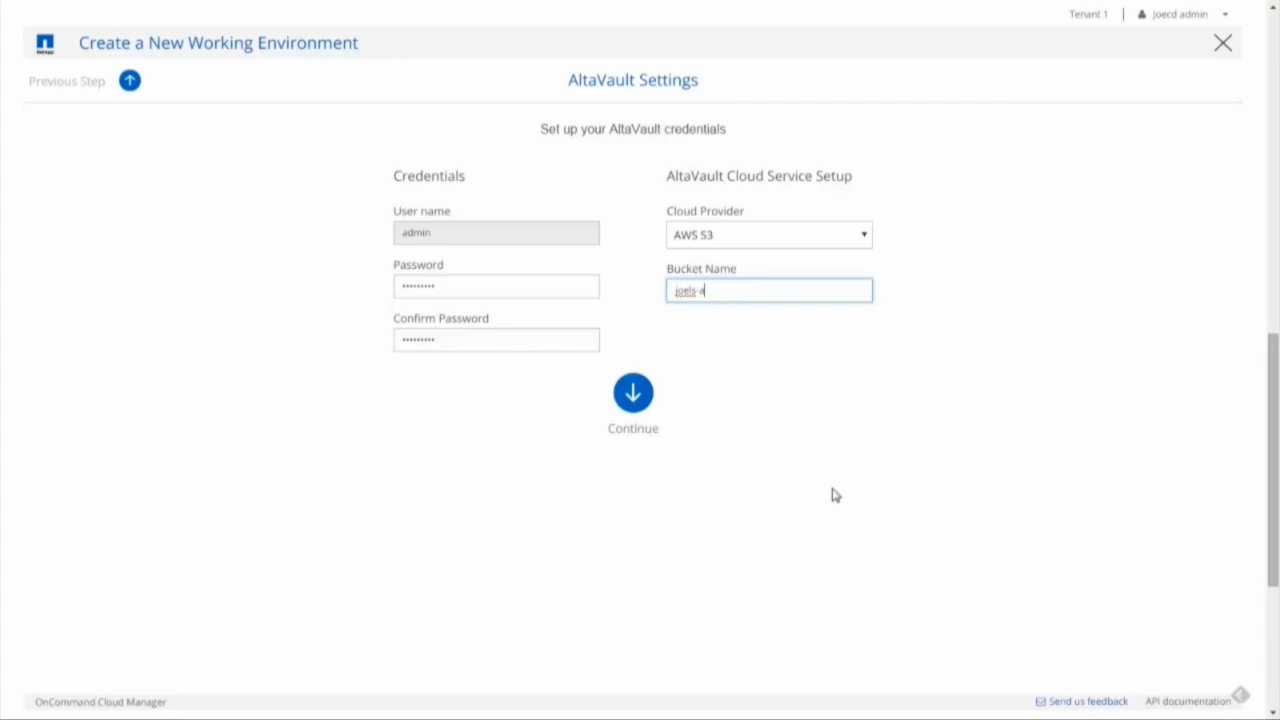 Tenant 1 | Joecd admin
Create a New Working Environment
Previous Step
AltaVault Settings
Set up your AltaVault credentials
Credentials
User name
admin
Password
•••••••••
Confirm Password
•••••••••
AltaVault Cloud Service Setup
Cloud Provider
AWS S3
Bucket Name
joels-a
Continue
OnCommand Cloud Manager
Send us feedback
API documentation